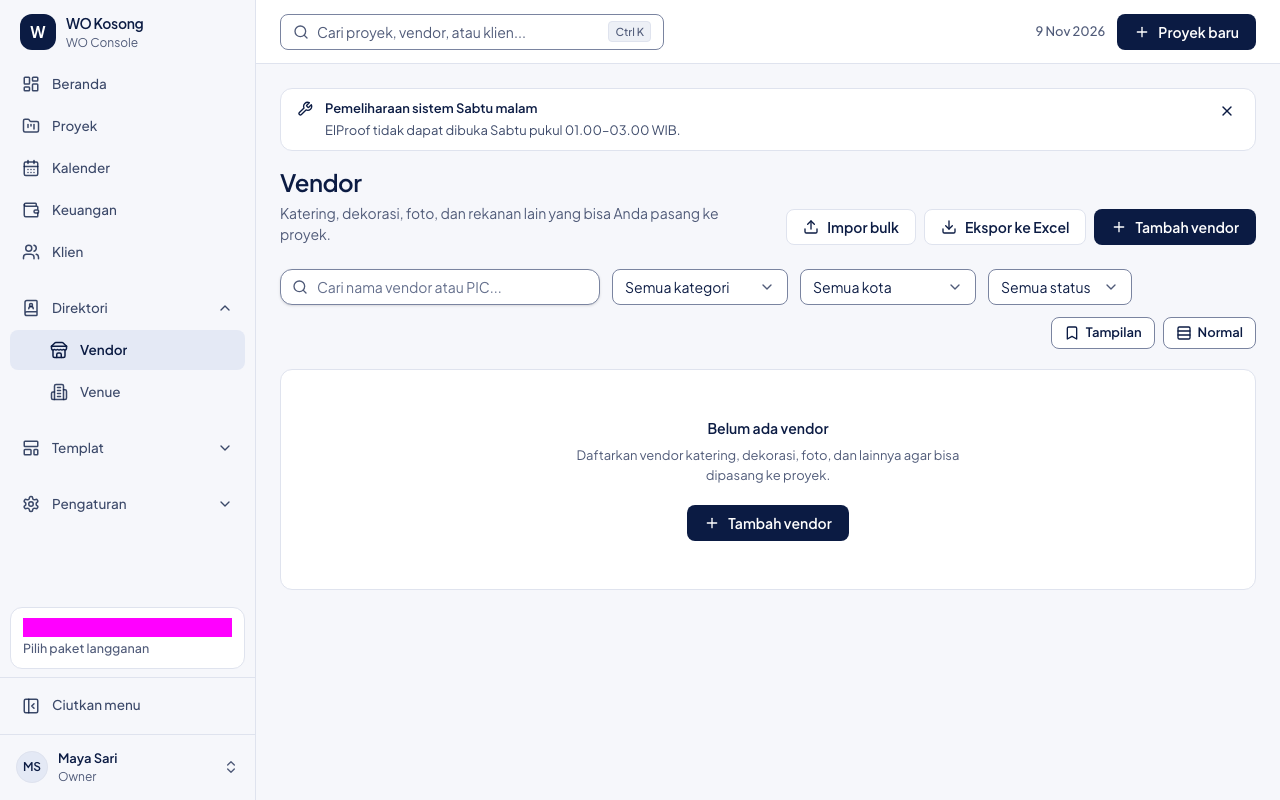 W
WO Kosong
WO Console
Beranda
Proyek
Kalender
Keuangan
Klien
Direktori
Vendor
Venue
Templat
Pengaturan
Pilih paket langganan
Ciutkan menu
MS
Maya Sari
Owner
Cari proyek, vendor, atau klien...
Ctrl K
9 Nov 2026
Proyek baru
Pemeliharaan sistem Sabtu malam
ElProof tidak dapat dibuka Sabtu pukul 01.00–03.00 WIB.
Vendor
Katering, dekorasi, foto, dan rekanan lain yang bisa Anda pasang ke
proyek.
Impor bulk
Ekspor ke Excel
Tambah vendor
Cari nama vendor atau PIC...
Semua kategori
Semua kota
Semua status
Tampilan
Normal
Belum ada vendor
Daftarkan vendor katering, dekorasi, foto, dan lainnya agar bisa
dipasang ke proyek.
Tambah vendor